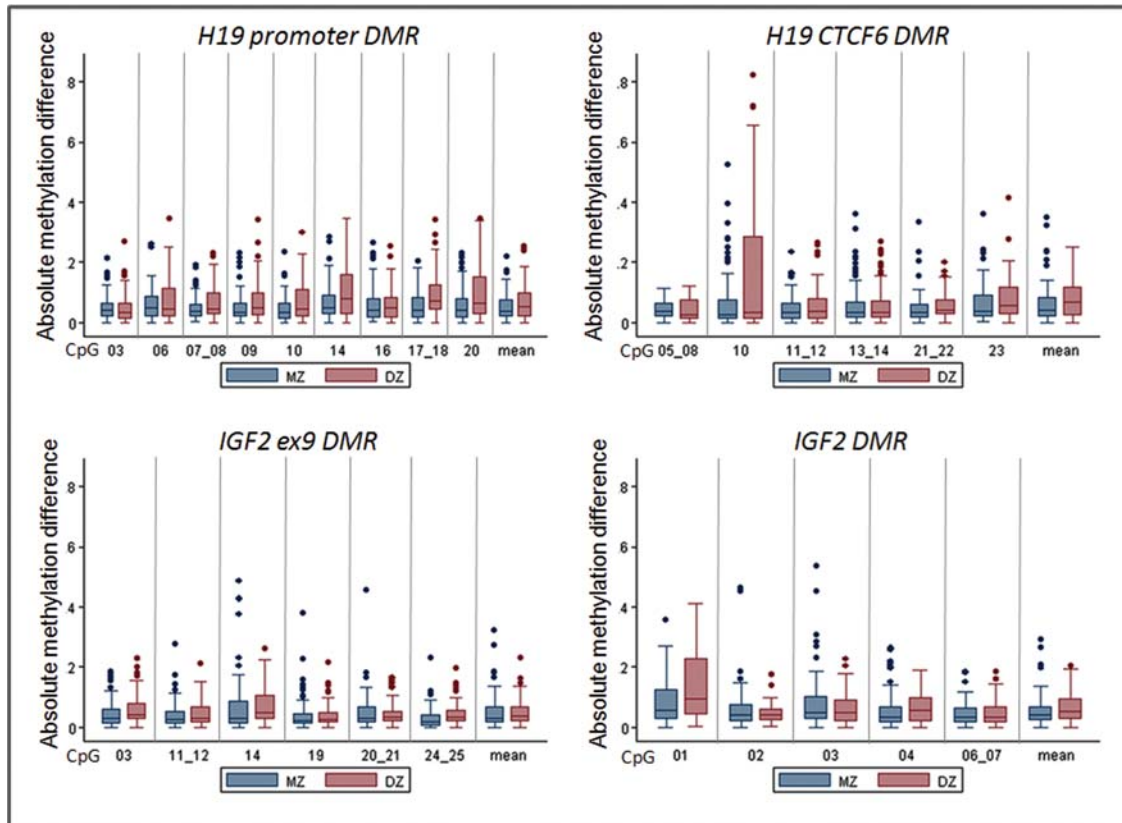 H19 promoter DMR
Absolute methylation difference
.8
.6
.4
.2
0
CpG 03 06 07_08 09 10 14 16 17_18 20 mean
MZ DZ
H19 CTCF6 DMR
Absolute methylation difference
.8
.6
.4
.2
0
CpG 05_08 10 11_12 13_14 21_22 23 mean
MZ DZ
IGF2 ex9 DMR
Absolute methylation difference
.8
.6
.4
.2
0
CpG 03 11_12 14 19 20_21 24_25 mean
MZ DZ
IGF2 DMR
Absolute methylation difference
.8
.6
.4
.2
0
CpG 01 02 03 04 06_07 mean
MZ DZ